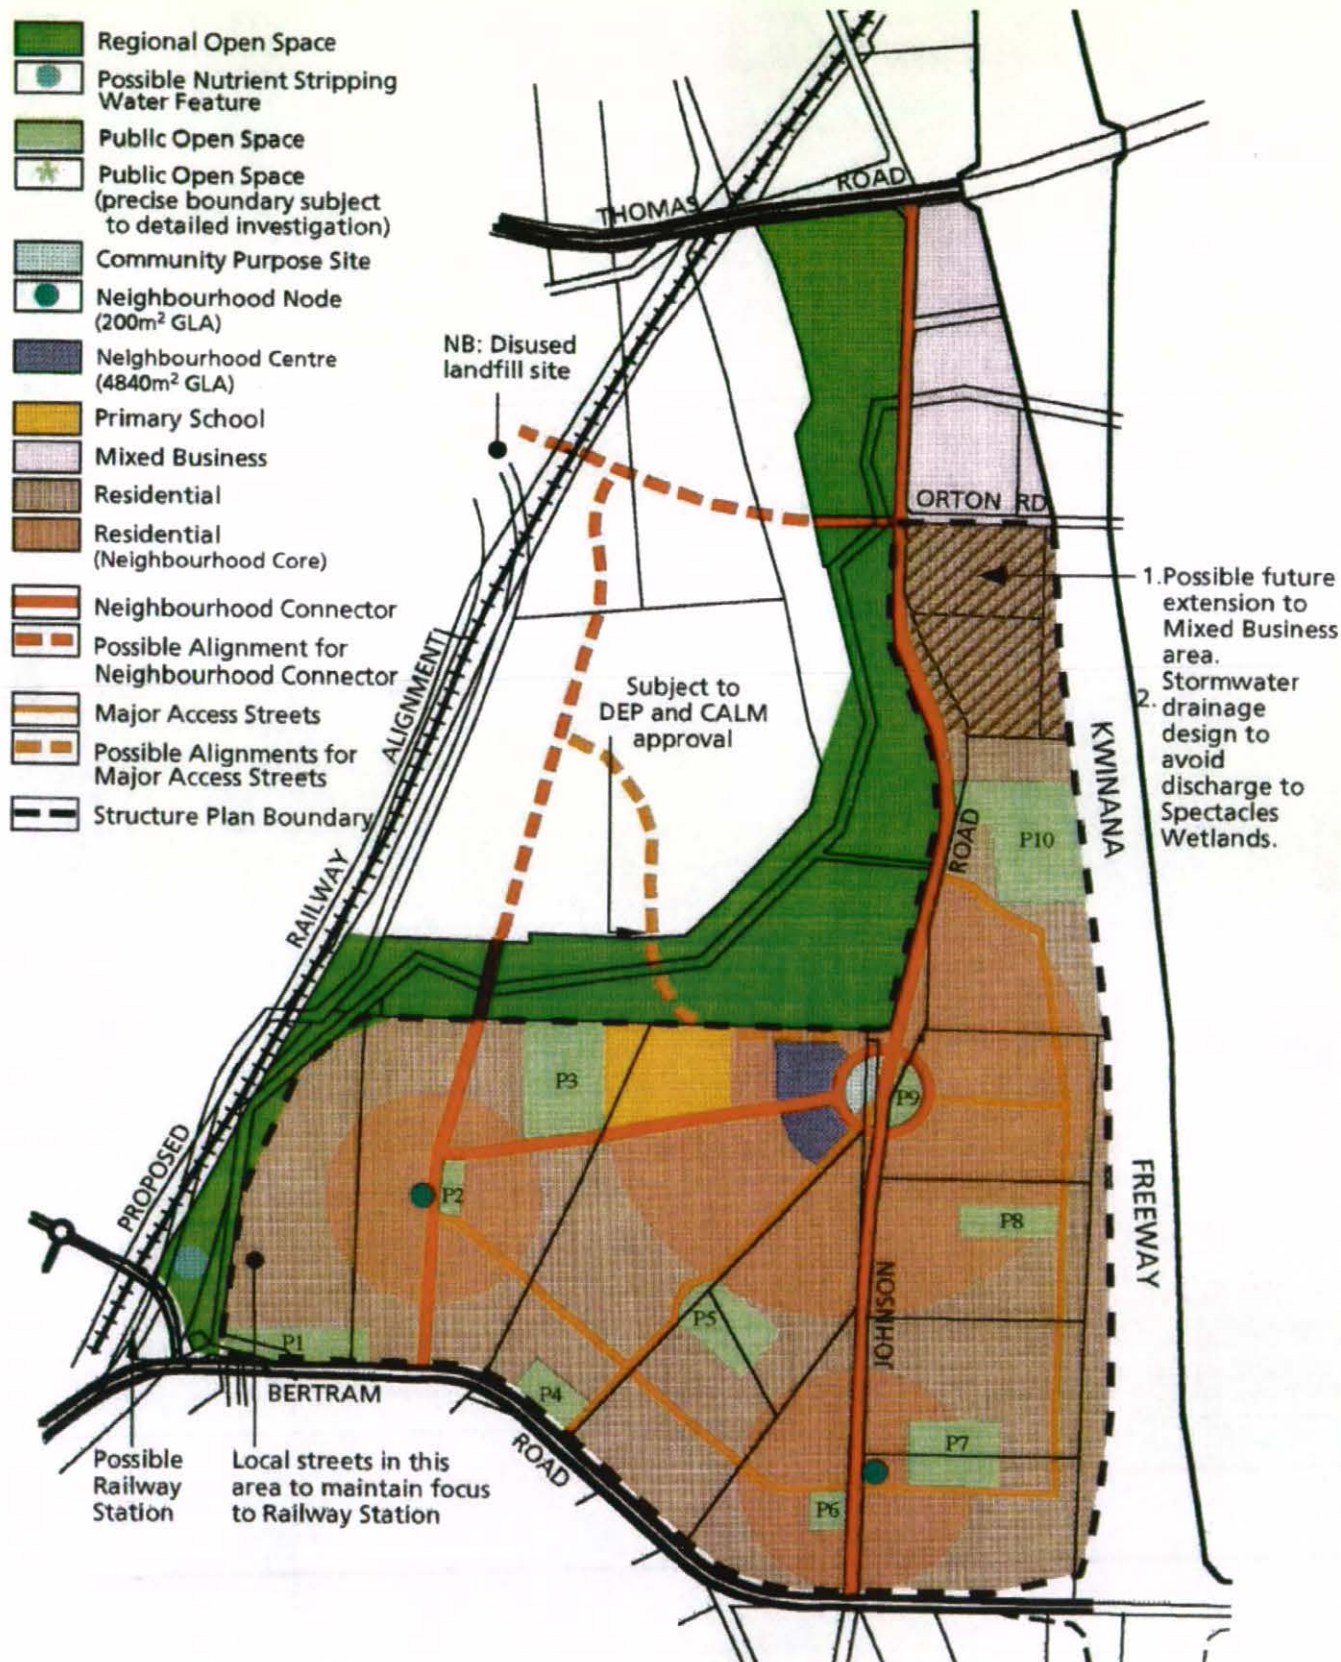 Regional Open Space
Possible Nutrient Stripping
Water Feature
Public Open Space
Public Open Space
(precise boundary subject
to detailed investigation)
Community Purpose Site
Neighbourhood Node
(200m² GLA)
Neighbourhood Centre
(4840m² GLA)
Primary School
Mixed Business
Residential
Residential
(Neighbourhood Core)
Neighbourhood Connector
Possible Alignment for
Neighbourhood Connector
Major Access Streets
Possible Alignments for
Major Access Streets
Structure Plan Boundary
THOMAS ROAD
NB: Disused
landfill site
ORTON RD
1.Possible future
extension to
Mixed Business
area.
2. Stormwater
drainage
design to
avoid
discharge to
Spectacles
Wetlands.
Subject to
DEP and CALM
approval
PROPOSED RAILWAY ALIGNMENT
KWINANA FREEWAY
JOHNSON ROAD
P10
P3
P9
P2
P8
P5
P1
P4
P7
P6
BERTRAM ROAD
Possible
Railway
Station
Local streets in this
area to maintain focus
to Railway Station